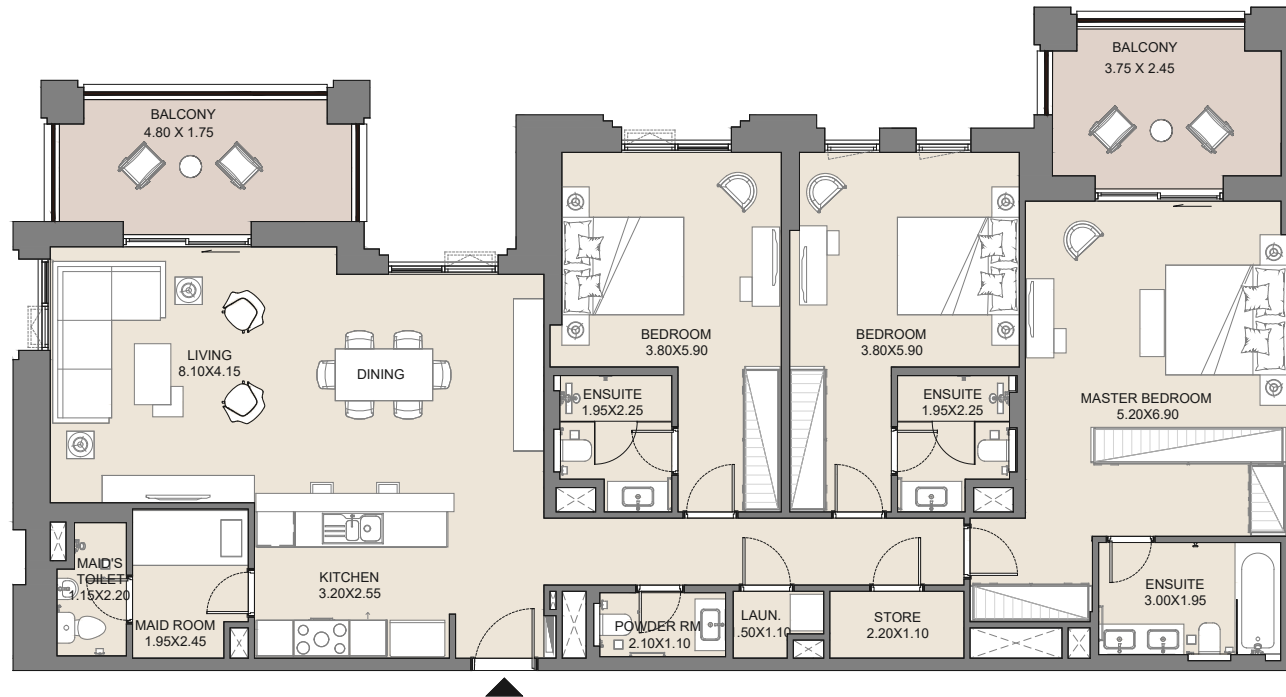 BALCONY
4.80 X 1.75
BALCONY
3.75 X 2.45
LIVING
8.10X4.15
DINING
BEDROOM
3.80X5.90
BEDROOM
3.80X5.90
MASTER BEDROOM
5.20X6.90
ENSUITE
1.95X2.25
ENSUITE
1.95X2.25
MAID'S
TOILET
1.15X2.20
MAID ROOM
1.95X2.45
KITCHEN
3.20X2.55
POWDER RM
2.10X1.10
LAUN.
1.50X1.10
STORE
2.20X1.10
ENSUITE
3.00X1.95